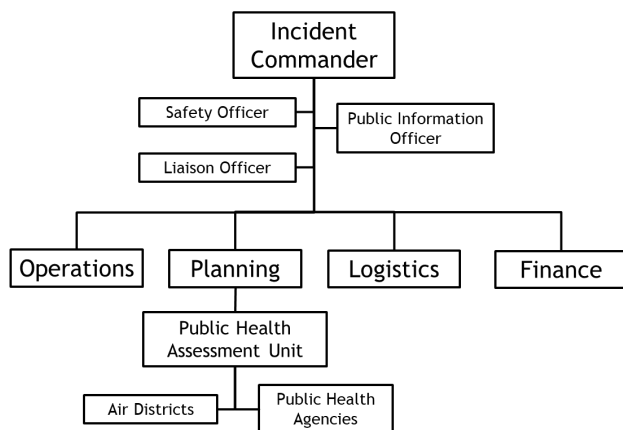 Incident
Commander
Safety Officer
Public Information
Officer
Liaison Officer
Operations
Planning
Logistics
Finance
Public Health
Assessment Unit
Air Districts
Public Health
Agencies